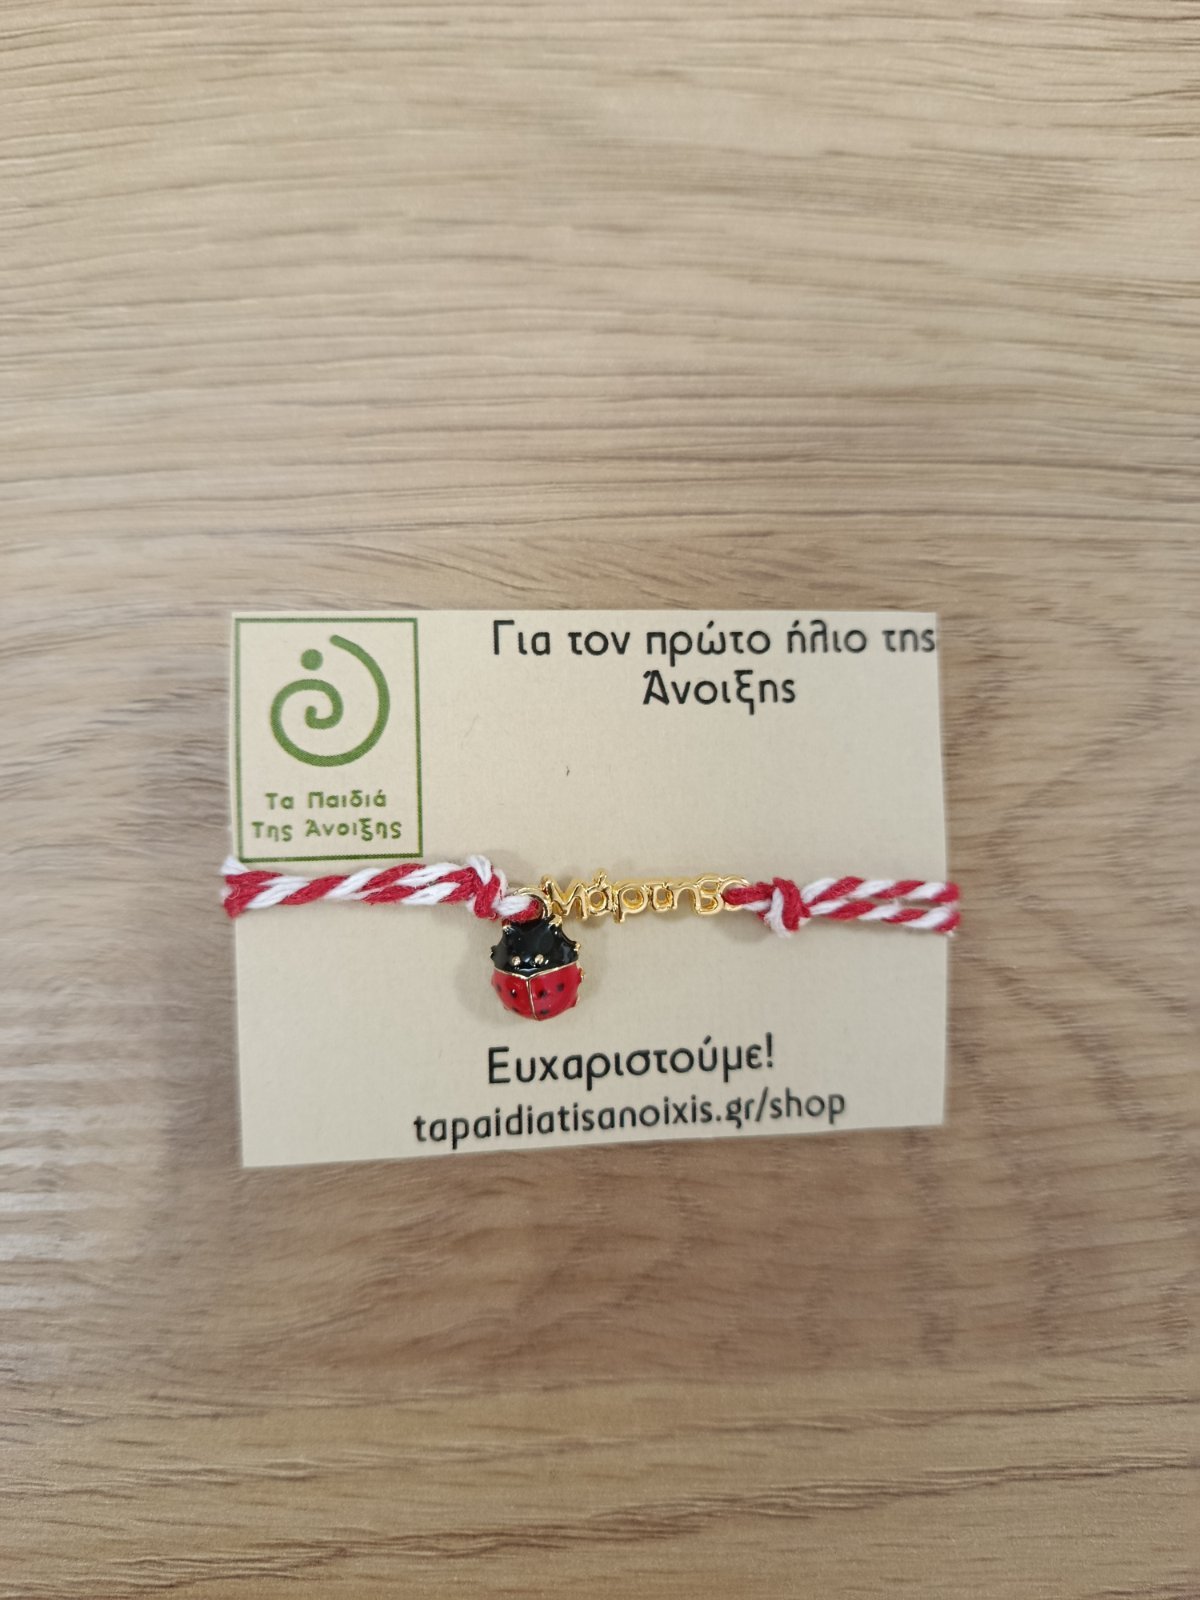 Για τον πρώτο ήλιο της
Άνοιξης
Τα Παιδιά
Της Άνοιξης
Μάρτης
Ευχαριστούμε!
tapaidiatisanoixis.gr/shop